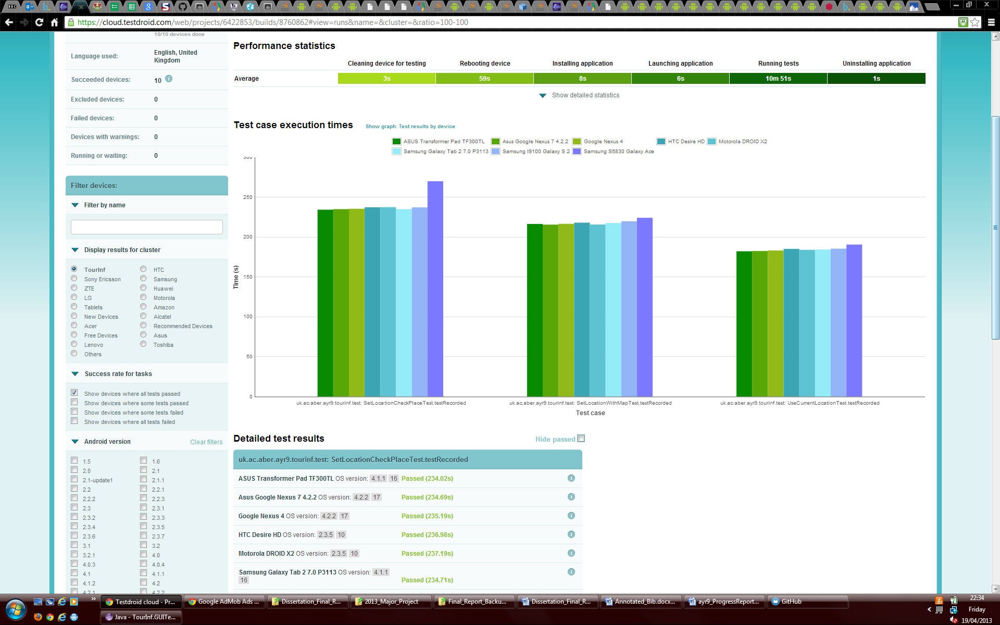 BBC
https://cloud.testdroid.com/web/projects/6422853/builds/8760862#view=runs&name=&cluster=&ratio=100-100
10/10 devices done
Language used: English, United Kingdom
Succeeded devices: 10
Excluded devices: 0
Failed devices: 0
Devices with warnings: 0
Running or waiting: 0
Filter devices:
Filter by name
Display results for cluster
TourInf HTC
Sony Ericsson Samsung
ZTE Huawei
LG Motorola
Tablets Amazon
New Devices Alcatel
Acer Recommended Devices
Free Devices Asus
Lenovo Toshiba
Others
Success rate for tasks
Show devices where all tests passed
Show devices where some tests passed
Show devices where some tests failed
Show devices where all tests failed
Android version Clear filters
1.5 1.6
2.0 2.1
2.1-update1 2.1.1
2.2 2.2.1
2.2.2 2.2.3
2.3 2.3.1
2.3.2 2.3.3
2.3.4 2.3.5
2.3.6 2.3.7
3.1 3.2
3.2.1 4.0
4.0.3 4.0.4
4.1 4.1.1
4.1.2 4.2
4.2.1 4.2.2
Performance statistics
Cleaning device for testing Rebooting device Installing application Launching application Running tests Uninstalling application
Average 3s 59s 8s 6s 10m 51s 1s
Show detailed statistics
Test case execution times Show graph: Test results by device
ASUS Transformer Pad TF300TL Asus Google Nexus 7 4.2.2 Google Nexus 4 HTC Desire HD Motorola DROID X2
Samsung Galaxy Tab 2 7.0 P3113 Samsung I9100 Galaxy S 2 Samsung S5830 Galaxy Ace
300
250
200
150
100
50
0
Time (s)
uk.ac.aber.ayr9.tourinf.test: SetLocationCheckPlaceTest.testRecorded uk.ac.aber.ayr9.tourinf.test: SetLocationWithMapTest.testRecorded uk.ac.aber.ayr9.tourinf.test: UseCurrentLocationTest.testRecorded
Test case
Detailed test results Hide passed
uk.ac.aber.ayr9.tourinf.test: SetLocationCheckPlaceTest.testRecorded
ASUS Transformer Pad TF300TL OS version: 4.1.1 16 Passed (234.02s)
Asus Google Nexus 7 4.2.2 OS version: 4.2.2 17 Passed (234.69s)
Google Nexus 4 OS version: 4.2.2 17 Passed (235.19s)
HTC Desire HD OS version: 2.3.5 10 Passed (236.98s)
Motorola DROID X2 OS version: 2.3.5 10 Passed (237.19s)
Samsung Galaxy Tab 2 7.0 P3113 OS version: 4.1.1
16 Passed (234.71s)
Testdroid cloud - Pr... Google AdMob Ads ... Dissertation_Final_R... 2013_Major_Project Final_Report_Backu... Dissertation_Final_R... Annotated_Bib.docx... ayr9_ProgressReport... GitHub
Java - TourInf.GUITe...
22:34
Friday
19/04/2013